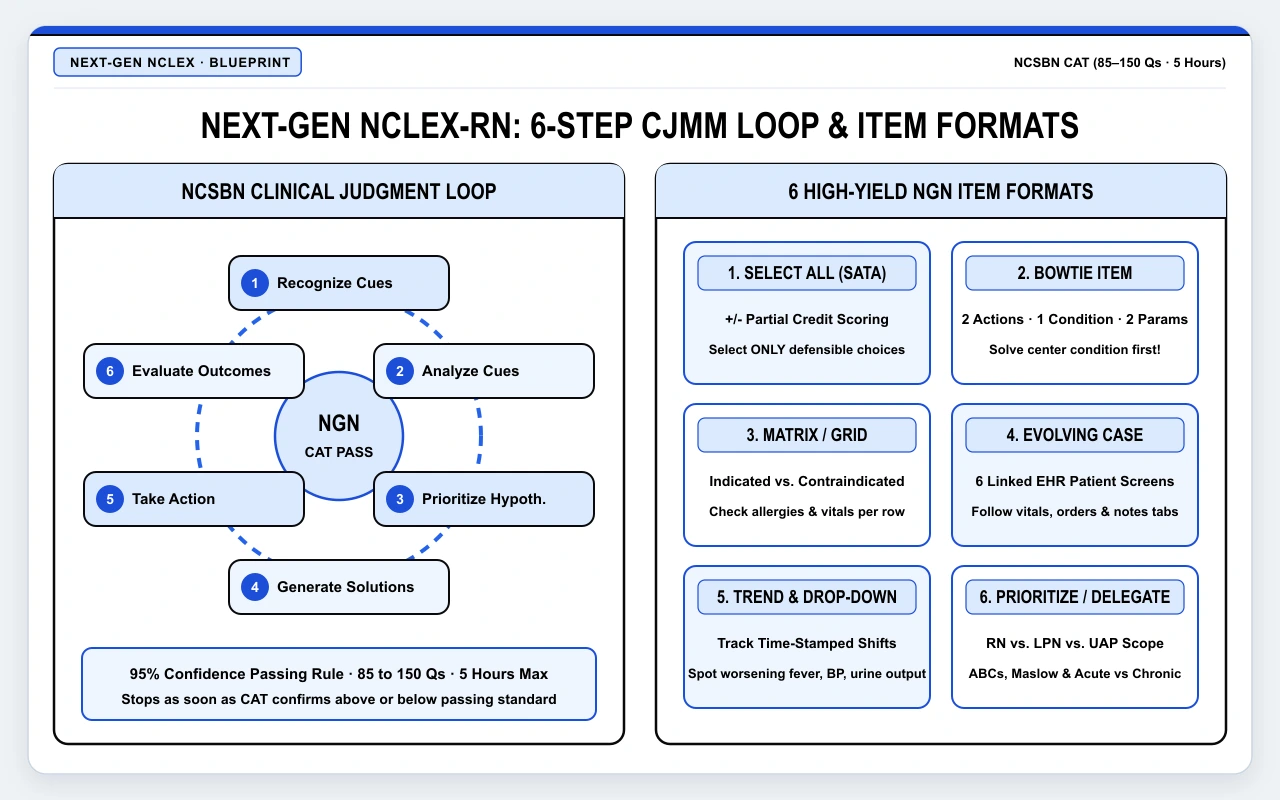 NEXT-GEN NCLEX · BLUEPRINT
NCSBN CAT (85–150 Qs · 5 Hours)
NEXT-GEN NCLEX-RN: 6-STEP CJMM LOOP & ITEM FORMATS
NCSBN CLINICAL JUDGMENT LOOP
1 Recognize Cues
6 Evaluate Outcomes
2 Analyze Cues
NGN
CAT PASS
5 Take Action
3 Prioritize Hypoth.
4 Generate Solutions
95% Confidence Passing Rule · 85 to 150 Qs · 5 Hours Max
Stops as soon as CAT confirms above or below passing standard
6 HIGH-YIELD NGN ITEM FORMATS
1. SELECT ALL (SATA)
+/- Partial Credit Scoring
Select ONLY defensible choices
2. BOWTIE ITEM
2 Actions · 1 Condition · 2 Params
Solve center condition first!
3. MATRIX / GRID
Indicated vs. Contraindicated
Check allergies & vitals per row
4. EVOLVING CASE
6 Linked EHR Patient Screens
Follow vitals, orders & notes tabs
5. TREND & DROP-DOWN
Track Time-Stamped Shifts
Spot worsening fever, BP, urine output
6. PRIORITIZE / DELEGATE
RN vs. LPN vs. UAP Scope
ABCs, Maslow & Acute vs Chronic